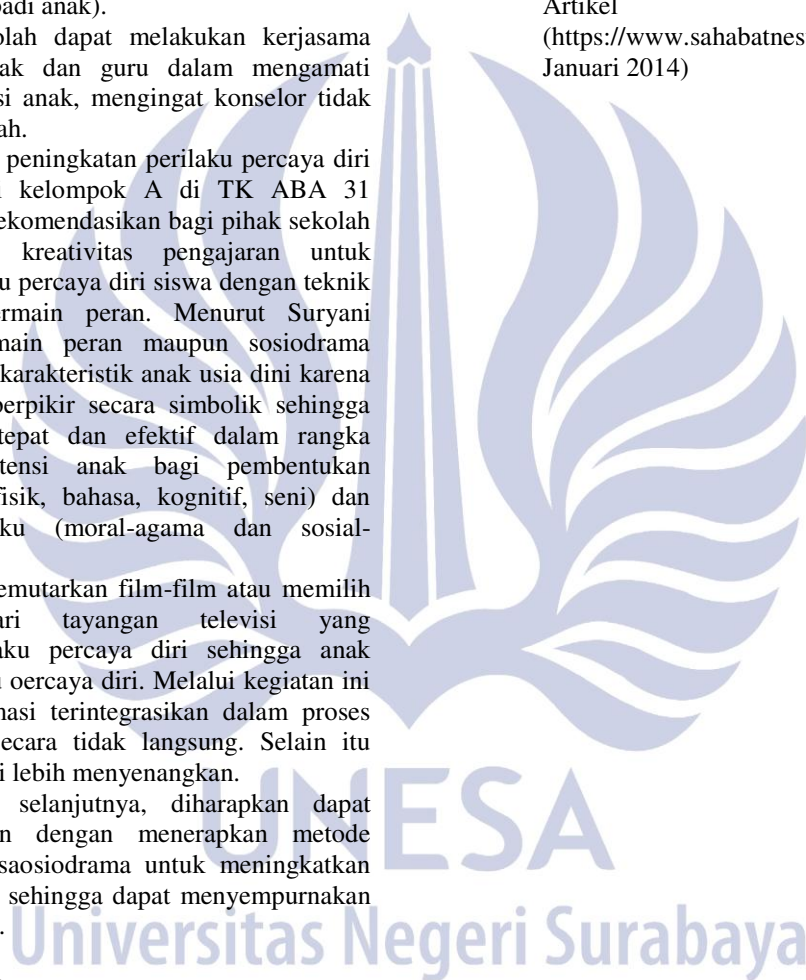 oadi anak).
olah dapat melakukan kerjasama
ak dan guru dalam mengamati
si anak, mengingat konselor tidak
ah.
peningkatan perilaku percaya diri
kelompok A di TK ABA 31
ekomendasikan bagi pihak sekolah
kreativitas pengajaran untuk
u percaya diri siswa dengan teknik
ermain peran. Menurut Suryani
main peran maupun sosiodrama
karakteristik anak usia dini karena
berpikir secara simbolik sehingga
tepat dan efektif dalam rangka
tensi anak bagi pembentukan
fisik, bahasa, kognitif, seni) dan
ku (moral-agama dan sosial-
emutarkan film-film atau memilih
ari tayangan televisi yang
aku percaya diri sehingga anak
u oercaya diri. Melalui kegiatan ini
nasi terintegrasikan dalam proses
ecara tidak langsung. Selain itu
i lebih menyenangkan.
selanjutnya, diharapkan dapat
n dengan menerapkan metode
saosiodrama untuk meningkatkan
sehingga dapat menyempurnakan
.
Artikel
(https://www.sahabatnes
Januari 2014)
UNESA
Universitas Negeri Surabaya